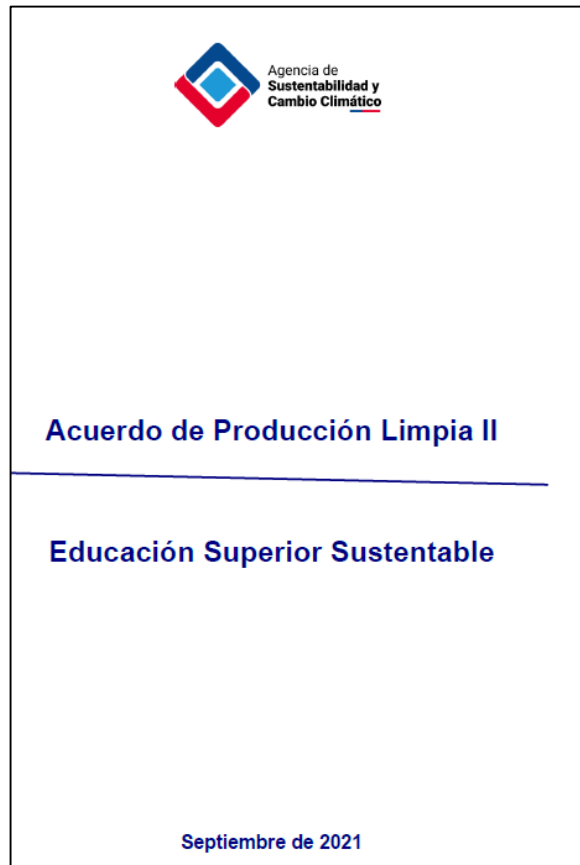 Agencia de
Sustentabilidad y
Cambio Climático
Acuerdo de Producción Limpia II
Educación Superior Sustentable
Septiembre de 2021